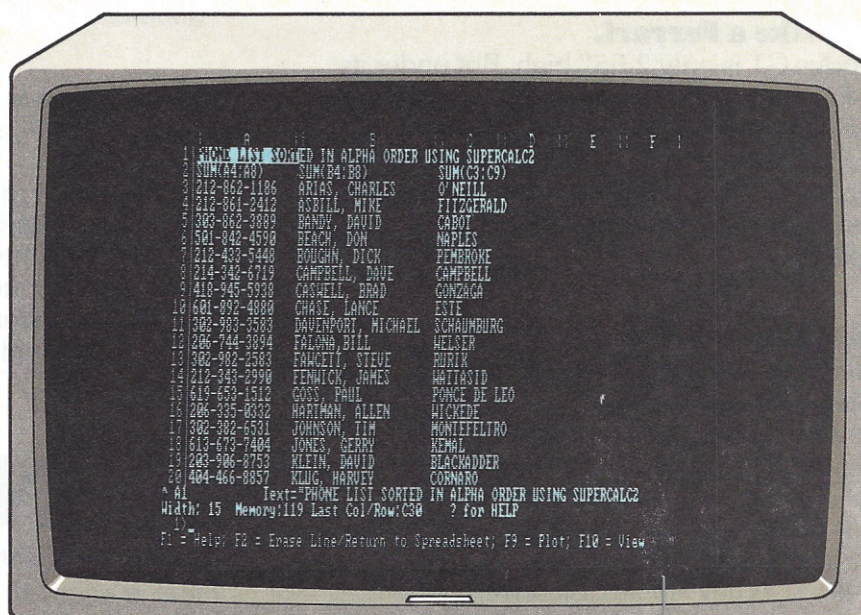 A B C D E F
1 PHONE LIST SORTED IN ALPHA ORDER USING SUPERCALC2
2 SUM(A4:A8) SUM(B4:B8) SUM(C3:C9)
3 212-862-1186 ARIAS, CHARLES O'NEILL
4 212-861-2412 ASBILL, MIKE FITZGERALD
5 303-862-3889 BANDY, DAVID CABOT
6 501-842-4590 BEACH, DON NAPLES
7 212-433-5448 BOUGHN, DICK PEMBROKE
8 214-342-6719 CAMPBELL, DAVE CAMPBELL
9 418-945-5938 CASWELL, BRAD GONZAGA
10 601-892-4880 CHASE, LANCE ESTE
11 302-983-3583 DAVENPORT, MICHAEL SCHAUMBURG
12 206-744-3894 FALONA,BILL WELSER
13 302-982-2583 FAWCETT, STEVE RURIK
14 212-343-2990 FENWICK, JAMES WATTASID
15 619-653-1512 GOSS, PAUL PONCE DE LEO
16 206-335-0332 HARTMAN, ALLEN WICKEDE
17 302-382-6531 JOHNSON, TIM MONTEFELTRO
18 613-673-7404 JONES, GERRY KEMAL
19 203-906-8753 KLEIN, DAVID BLACKADDER
20 404-466-8857 KLUG, HARVEY CORNARO
^ A1 Text="PHONE LIST SORTED IN ALPHA ORDER USING SUPERCALC2
Width: 15 Memory:119 Last Col/Row:C30 ? for HELP
1>_
F1 = Help; F2 = Erase Line/Return to Spreadsheet; F9 = Plot; F10 = View